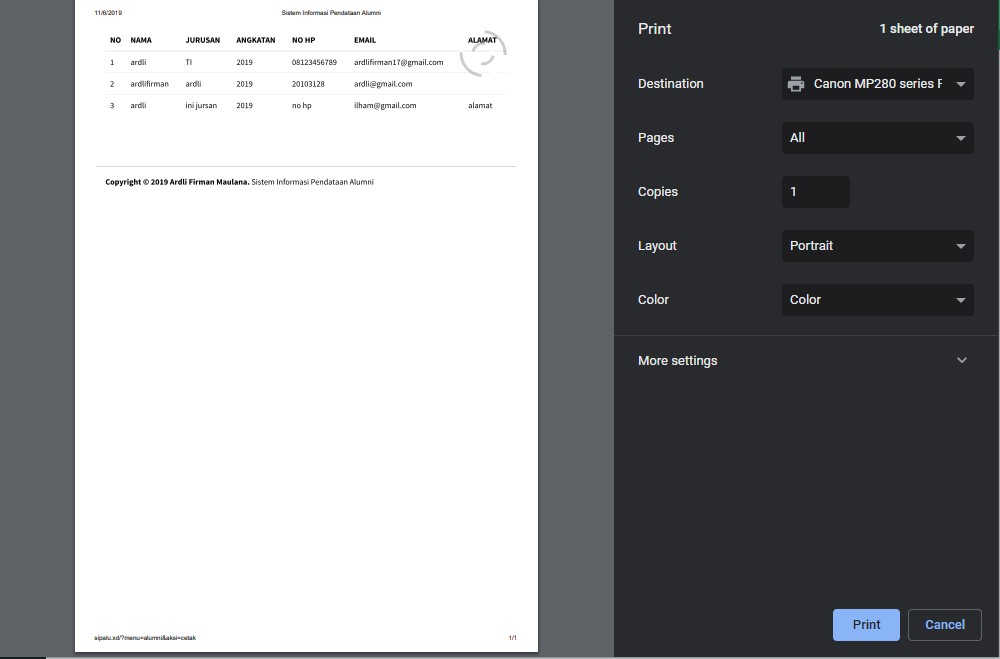 11/6/2019 Sistem Informasi Pendataan Alumni
NO NAMA JURUSAN ANGKATAN NO HP EMAIL ALAMAT
1 ardli TI 2019 08123456789 ardlifirman17@gmail.com
2 ardlifirman ardli 2019 20103128 ardli@gmail.com
3 ardli ini jursan 2019 no hp ilham@gmail.com alamat
Copyright © 2019 Ardli Firman Maulana. Sistem Informasi Pendataan Alumni
sipalu.xd/?menu=alumni&aksi=cetak 1/1
Print 1 sheet of paper
Destination Canon MP280 series F
Pages All
Copies 1
Layout Portrait
Color Color
More settings
Print Cancel